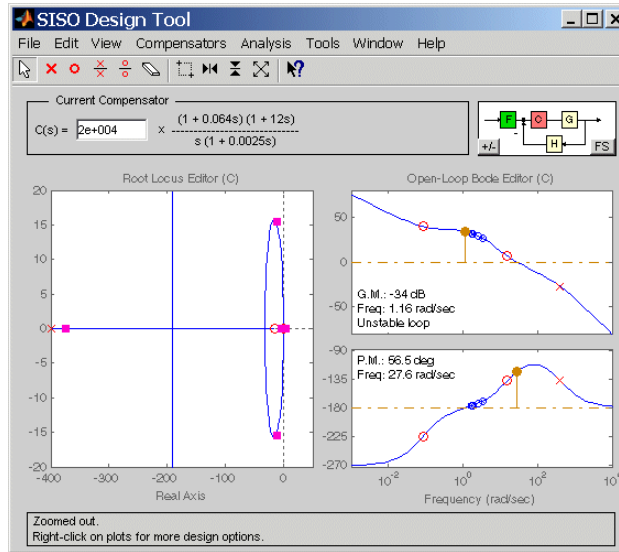 SISO Design Tool
File Edit View Compensators Analysis Tools Window Help
Current Compensator
(1 + 0.064s) (1 + 12s)
C(s) = 2e+004 x
s (1 + 0.0025s)
F C G
H
+/- FS
Root Locus Editor (C)
20
15
10
5
0
-5
-10
-15
-20
-400 -300 -200 -100 0
Real Axis
Open-Loop Bode Editor (C)
50
0
-50
G.M.: -34 dB
Freq: 1.16 rad/sec
Unstable loop
-90
-135
-180
-225
-270
P.M.: 56.5 deg
Freq: 27.6 rad/sec
10^-2 10^0 10^2 10^4
Frequency (rad/sec)
Zoomed out.
Right-click on plots for more design options.